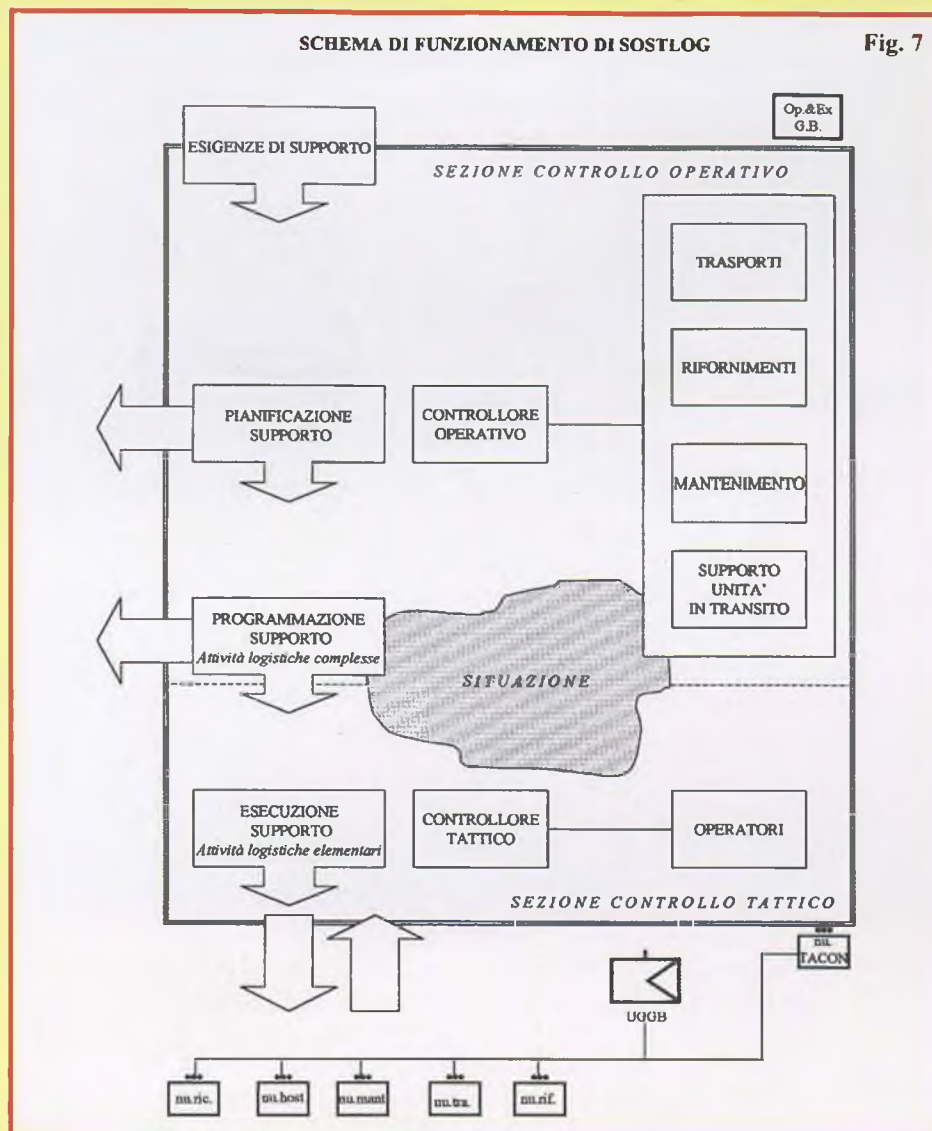 SCHEMA DI FUNZIONAMENTO DI SOSTLOG
Fig. 7
Op.&Ex
G.B.
ESIGENZE DI SUPPORTO
SEZIONE CONTROLLO OPERATIVO
TRASPORTI
RIFORNIMENTI
PIANIFICAZIONE
SUPPORTO
CONTROLLORE
OPERATIVO
MANTENIMENTO
SUPPORTO
UNITA'
IN TRANSITO
PROGRAMMAZIONE
SUPPORTO
Attività logistiche complesse
SITUAZIONE
ESECUZIONE
SUPPORTO
Attività logistiche elementari
CONTROLLORE
TATTICO
OPERATORI
SEZIONE CONTROLLO TATTICO
nu.
TACON
UGGB
nu.ric.
nu.host
nu.mant
nu.tra.
nu.rif.